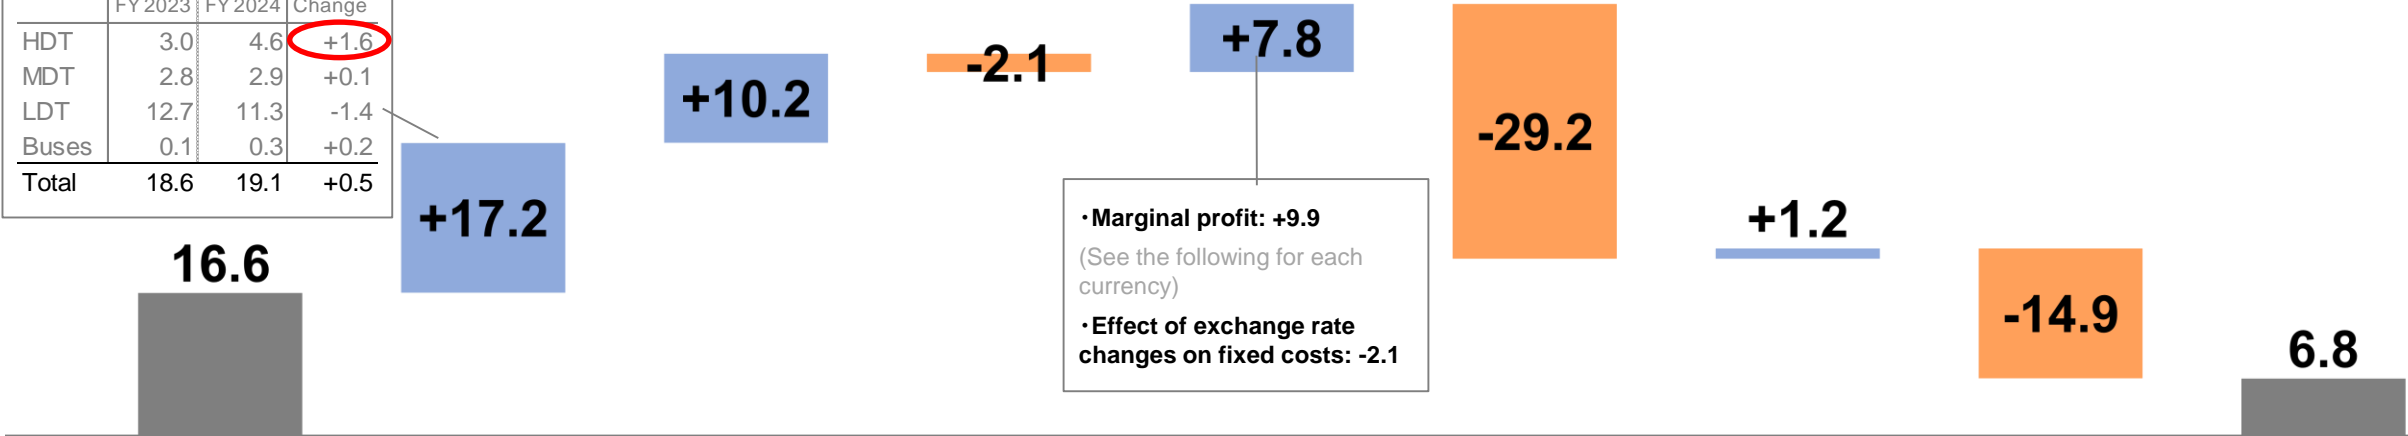 FY 2023 FY 2024 Change
HDT 3.0 4.6 +1.6
MDT 2.8 2.9 +0.1
LDT 12.7 11.3 -1.4
Buses 0.1 0.3 +0.2
Total 18.6 19.1 +0.5
16.6
+17.2
+10.2
-2.1
+7.8
・Marginal profit: +9.9
(See the following for each
currency)
・Effect of exchange rate
changes on fixed costs: -2.1
-29.2
+1.2
-14.9
6.8